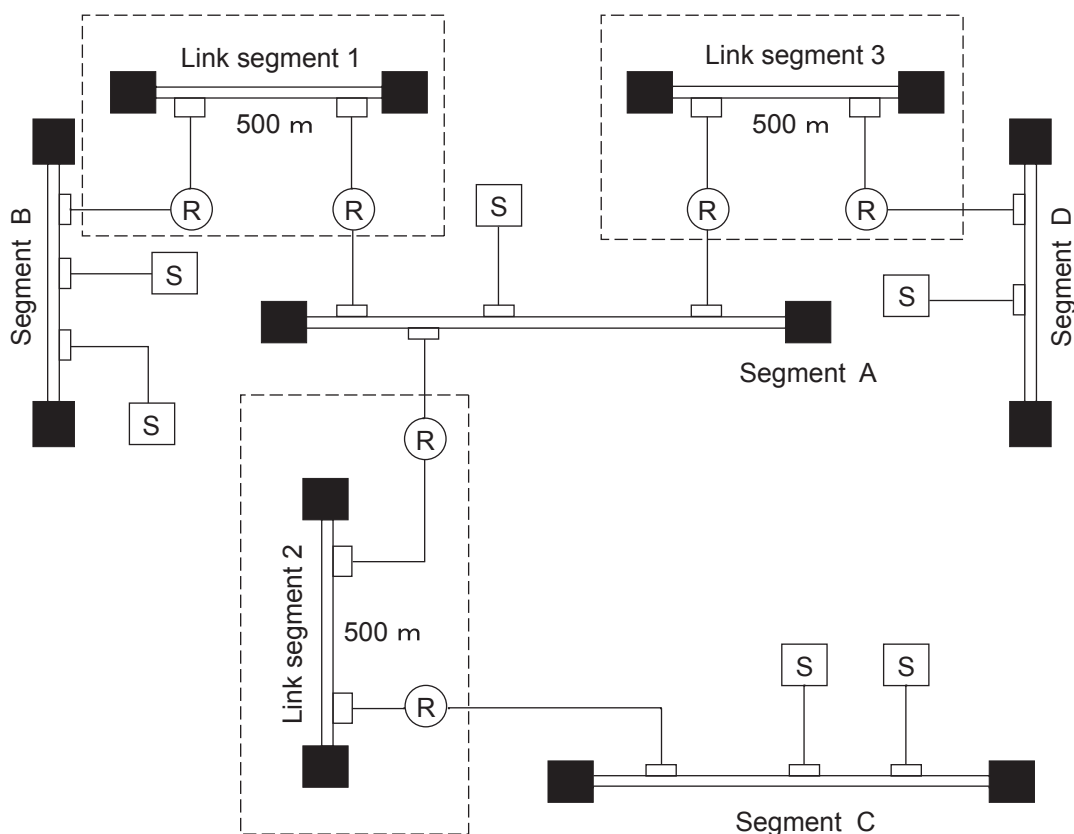 Link segment 1
500 m
R
R
Link segment 3
500 m
R
R
S
Segment B
S
S
Segment D
S
Segment A
R
Link segment 2
500 m
R
S
S
Segment C